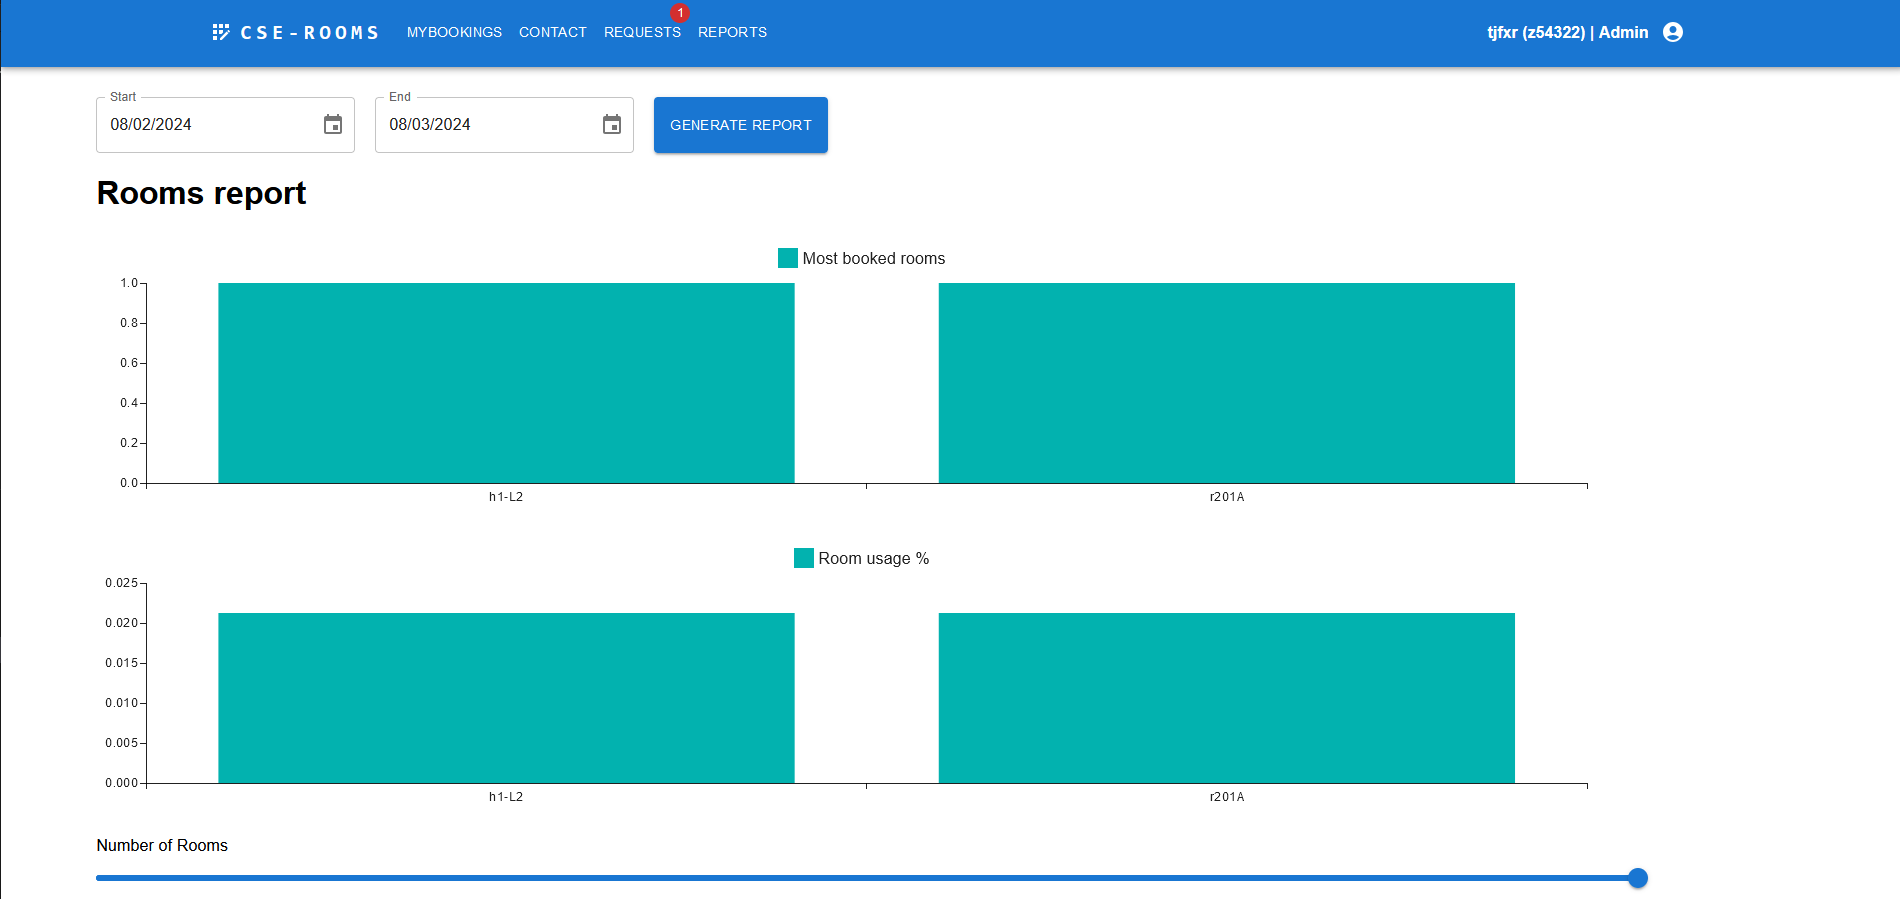 CSE-ROOMS MYBOOKINGS CONTACT REQUESTS 1 REPORTS tjfxr (z54322) | Admin
Start End
08/02/2024 08/03/2024 GENERATE REPORT
Rooms report
Most booked rooms
1.0
0.8
0.6
0.4
0.2
0.0
h1-L2 r201A
Room usage %
0.025
0.020
0.015
0.010
0.005
0.000
h1-L2 r201A
Number of Rooms